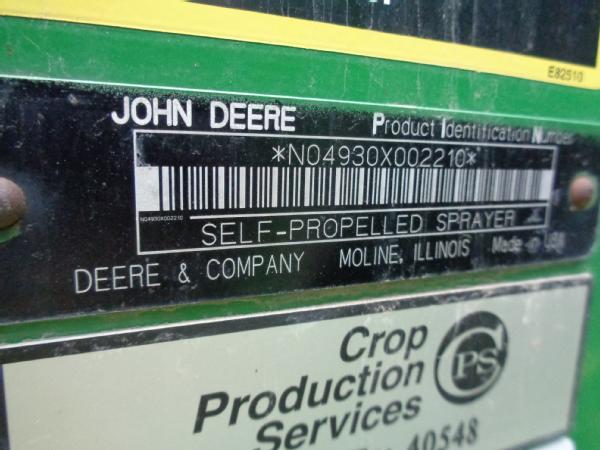 E82510
JOHN DEERE Product Identification Number
*N04930X002210*
N04930X002210
SELF-PROPELLED SPRAYER
DEERE & COMPANY MOLINE, ILLINOIS Made in USA
Crop
Production
Services
CPS
40548